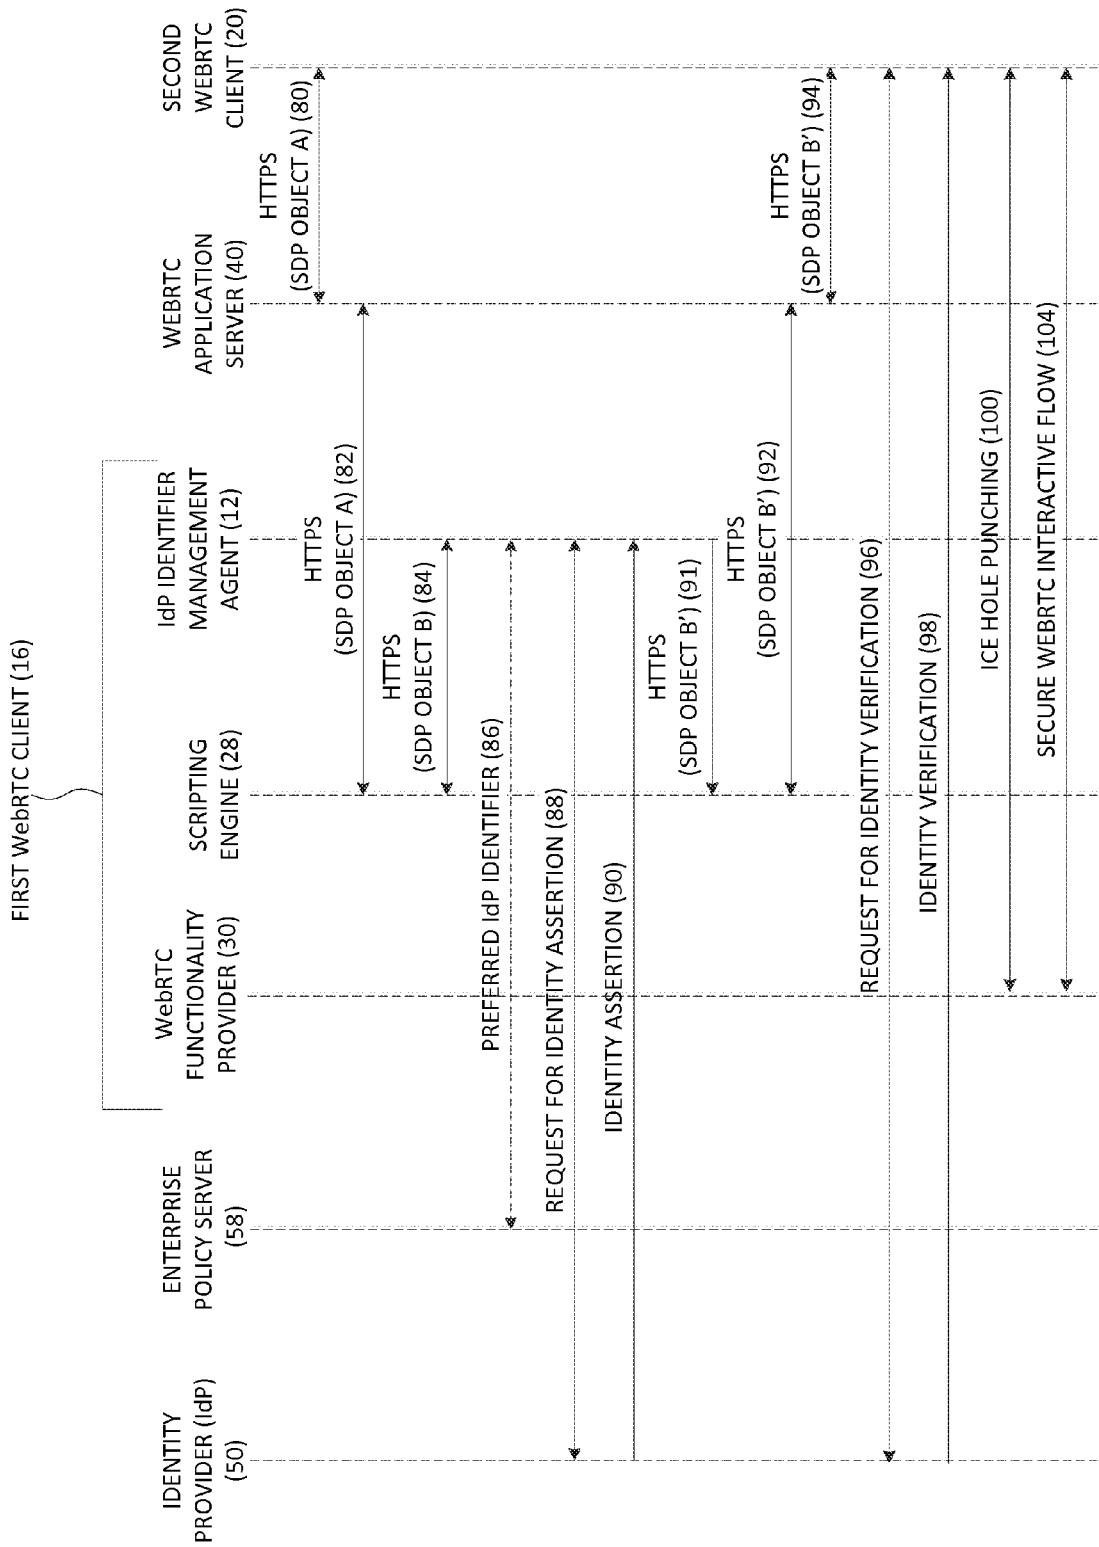 FIRST WebRTC CLIENT (16)
IDENTITY
PROVIDER (IdP)
(50)
ENTERPRISE
POLICY SERVER
(58)
WebRTC
FUNCTIONALITY
PROVIDER (30)
SCRIPTING
ENGINE (28)
IdP IDENTIFIER
MANAGEMENT
AGENT (12)
WEBRTC
APPLICATION
SERVER (40)
SECOND
WEBRTC
CLIENT (20)
HTTPS
(SDP OBJECT A) (80)
HTTPS
(SDP OBJECT A) (82)
HTTPS
(SDP OBJECT B) (84)
PREFERRED IdP IDENTIFIER (86)
REQUEST FOR IDENTITY ASSERTION (88)
IDENTITY ASSERTION (90)
HTTPS
(SDP OBJECT B') (91)
HTTPS
(SDP OBJECT B') (92)
HTTPS
(SDP OBJECT B') (94)
REQUEST FOR IDENTITY VERIFICATION (96)
IDENTITY VERIFICATION (98)
ICE HOLE PUNCHING (100)
SECURE WEBRTC INTERACTIVE FLOW (104)